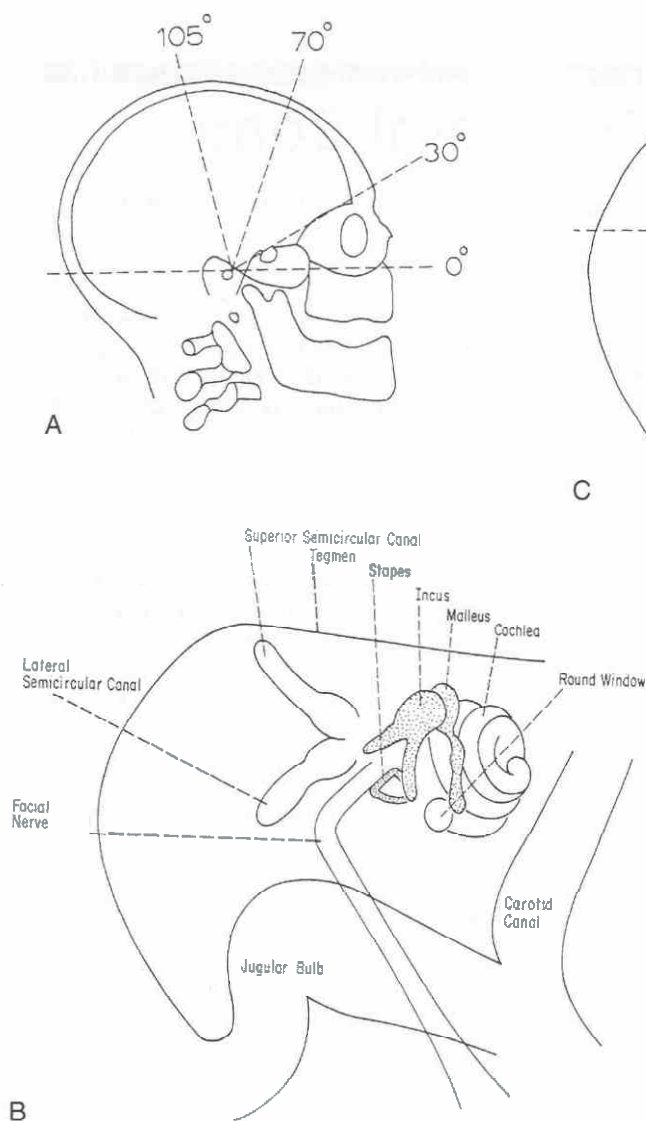 105°
70°
30°
0°
A
C
Superior Semicircular Canal
Tegmen
Stapes
Incus
Malleus
Cochlea
Round Window
Lateral
Semicircular Canal
Facial
Nerve
Carotid
Canal
Jugular Bulb
B